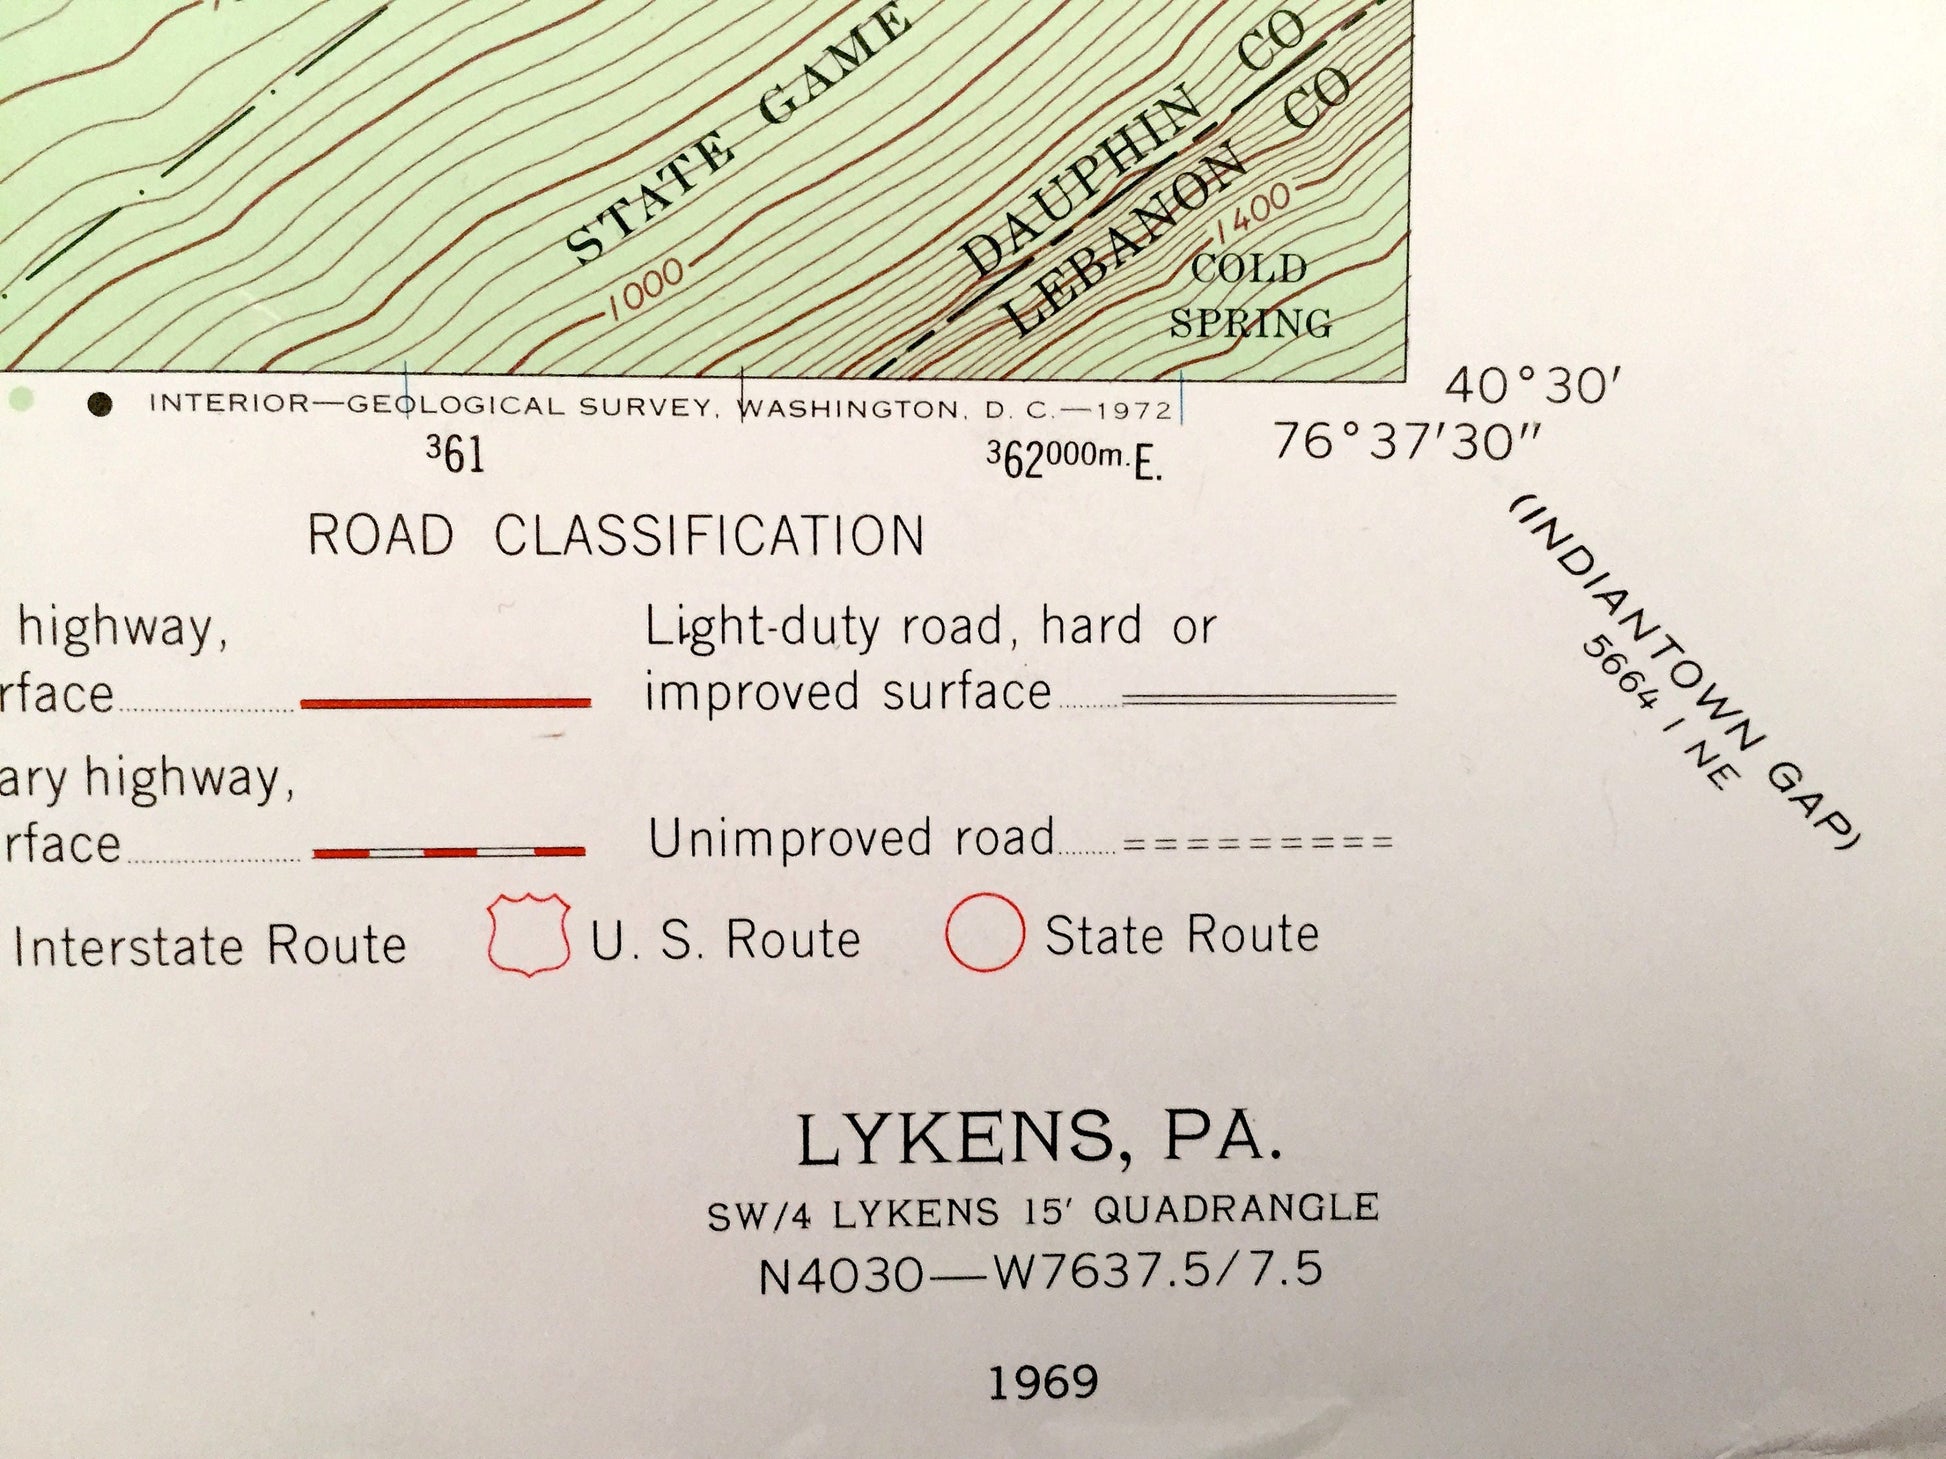 STATE GAME
DAUPHIN CO
LEBANON CO
1000
1400
COLD
SPRING
INTERIOR—GEOLOGICAL SURVEY, WASHINGTON, D. C.—1972
40°30′
76°37′30″
361
362000m.E.
(INDIANTOWN GAP)
5664 I NE
ROAD CLASSIFICATION
highway,
rface
Light-duty road, hard or
improved surface
ary highway,
rface
Unimproved road
Interstate Route
U. S. Route
State Route
LYKENS, PA.
SW/4 LYKENS 15′ QUADRANGLE
N4030—W7637.5/7.5
1969